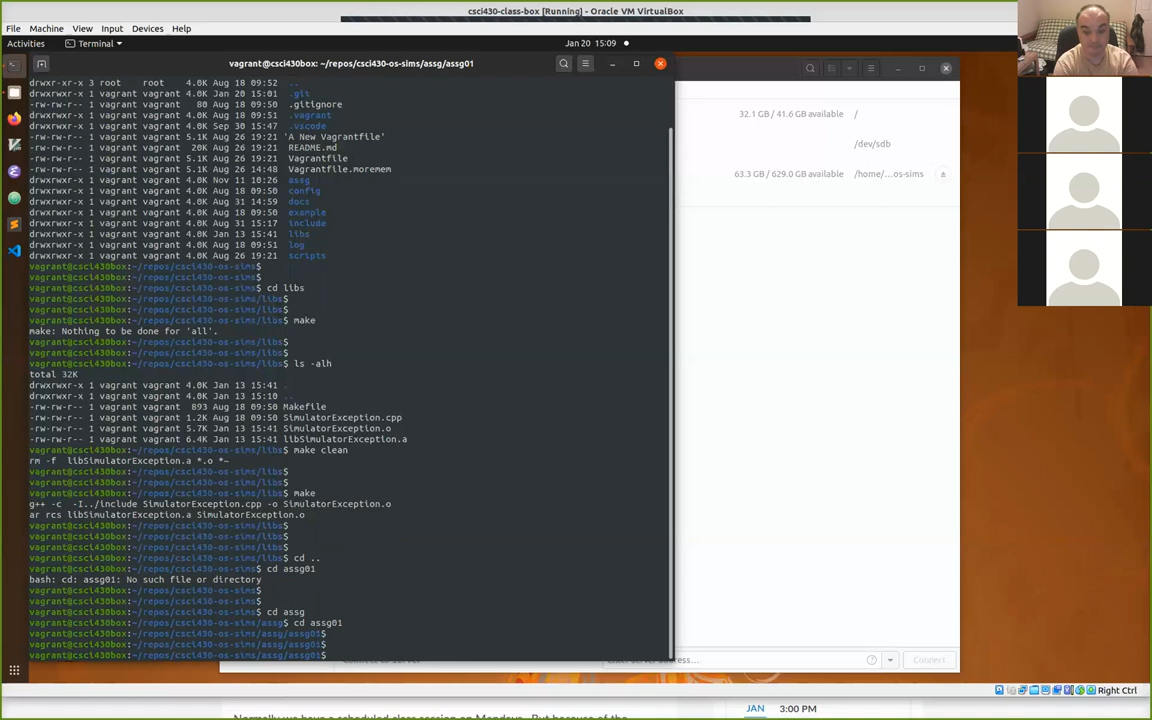 csci430-class-box [Running] - Oracle VM VirtualBox
File Machine View Input Devices Help
Activities Terminal Jan 20 15:09
vagrant@csci430box: ~/repos/csci430-os-sims/assg/assg01
drwxr-xr-x 3 root root 4.0K Aug 18 09:52 ..
drwxrwxr-x 1 vagrant vagrant 4.0K Jan 20 15:01 .git
-rw-rw-r-- 1 vagrant vagrant 80 Aug 18 09:50 .gitignore
drwxrwxr-x 1 vagrant vagrant 4.0K Aug 18 09:51 .vagrant
drwxrwxr-x 1 vagrant vagrant 4.0K Sep 30 15:47 .vscode
-rw-rw-r-- 1 vagrant vagrant 5.1K Aug 26 19:21 'A New Vagrantfile'
-rw-rw-r-- 1 vagrant vagrant 20K Aug 26 19:21 README.md
-rw-rw-r-- 1 vagrant vagrant 5.1K Aug 26 19:21 Vagrantfile
-rw-rw-r-- 1 vagrant vagrant 5.1K Aug 26 14:48 Vagrantfile.moremem
drwxrwxr-x 1 vagrant vagrant 4.0K Nov 11 10:26 assg
drwxrwxr-x 1 vagrant vagrant 4.0K Aug 18 09:50 config
drwxrwxr-x 1 vagrant vagrant 4.0K Aug 31 14:59 docs
drwxrwxr-x 1 vagrant vagrant 4.0K Aug 18 09:50 example
drwxrwxr-x 1 vagrant vagrant 4.0K Aug 31 15:17 include
drwxrwxr-x 1 vagrant vagrant 4.0K Jan 13 15:41 libs
drwxrwxr-x 1 vagrant vagrant 4.0K Aug 18 09:51 log
drwxrwxr-x 1 vagrant vagrant 4.0K Aug 26 19:21 scripts
vagrant@csci430box:~/repos/csci430-os-sims$
vagrant@csci430box:~/repos/csci430-os-sims$
vagrant@csci430box:~/repos/csci430-os-sims$ cd libs
vagrant@csci430box:~/repos/csci430-os-sims/libs$
vagrant@csci430box:~/repos/csci430-os-sims/libs$
vagrant@csci430box:~/repos/csci430-os-sims/libs$ make
make: Nothing to be done for 'all'.
vagrant@csci430box:~/repos/csci430-os-sims/libs$
vagrant@csci430box:~/repos/csci430-os-sims/libs$
vagrant@csci430box:~/repos/csci430-os-sims/libs$ ls -alh
total 32K
drwxrwxr-x 1 vagrant vagrant 4.0K Jan 13 15:41 .
drwxrwxr-x 1 vagrant vagrant 4.0K Jan 13 15:10 ..
-rw-rw-r-- 1 vagrant vagrant 893 Aug 18 09:50 Makefile
-rw-rw-r-- 1 vagrant vagrant 1.2K Aug 18 09:50 SimulatorException.cpp
-rw-rw-r-- 1 vagrant vagrant 5.7K Jan 13 15:41 SimulatorException.o
-rw-rw-r-- 1 vagrant vagrant 6.4K Jan 13 15:41 libSimulatorException.a
vagrant@csci430box:~/repos/csci430-os-sims/libs$ make clean
rm -f libSimulatorException.a *.o *~
vagrant@csci430box:~/repos/csci430-os-sims/libs$
vagrant@csci430box:~/repos/csci430-os-sims/libs$
vagrant@csci430box:~/repos/csci430-os-sims/libs$ make
g++ -c -I../include SimulatorException.cpp -o SimulatorException.o
ar rcs libSimulatorException.a SimulatorException.o
vagrant@csci430box:~/repos/csci430-os-sims/libs$
vagrant@csci430box:~/repos/csci430-os-sims/libs$
vagrant@csci430box:~/repos/csci430-os-sims/libs$
vagrant@csci430box:~/repos/csci430-os-sims/libs$ cd ..
vagrant@csci430box:~/repos/csci430-os-sims$ cd assg01
bash: cd: assg01: No such file or directory
vagrant@csci430box:~/repos/csci430-os-sims$
vagrant@csci430box:~/repos/csci430-os-sims$
vagrant@csci430box:~/repos/csci430-os-sims$ cd assg
vagrant@csci430box:~/repos/csci430-os-sims/assg$ cd assg01
vagrant@csci430box:~/repos/csci430-os-sims/assg/assg01$
vagrant@csci430box:~/repos/csci430-os-sims/assg/assg01$
vagrant@csci430box:~/repos/csci430-os-sims/assg/assg01$
32.1 GB / 41.6 GB available /
/dev/sdb
63.3 GB / 629.0 GB available /home/...os-sims
Connect
Right Ctrl
Normally we have a scheduled class session on Mondays. But because of the
JAN 3:00 PM